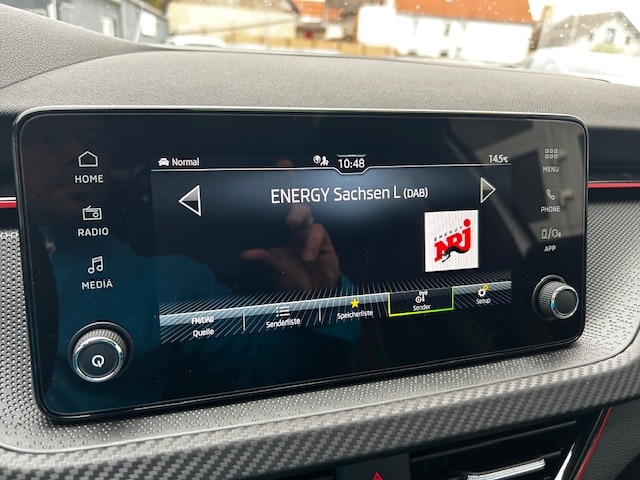 Normal
10:48
14.5°C
HOME
RADIO
MEDIA
ENERGY Sachsen L (DAB)
ENERGY
NRJ
FM/DAB
Quelle
Senderliste
Speicherliste
Sender
Setup
MENU
PHONE
APP